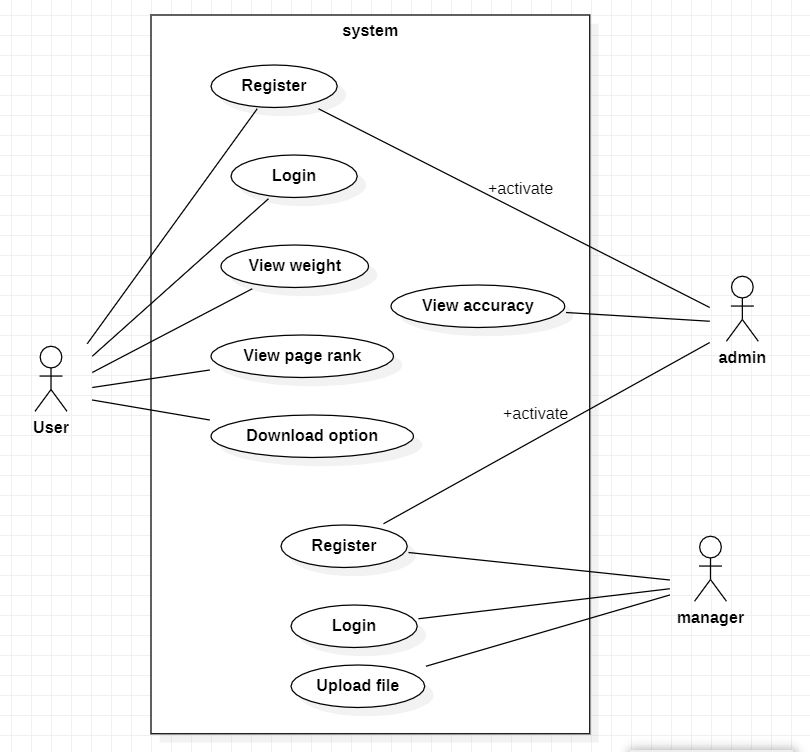 system
Register
Login
+activate
View weight
View accuracy
View page rank
admin
User
+activate
Download option
Register
manager
Login
Upload file